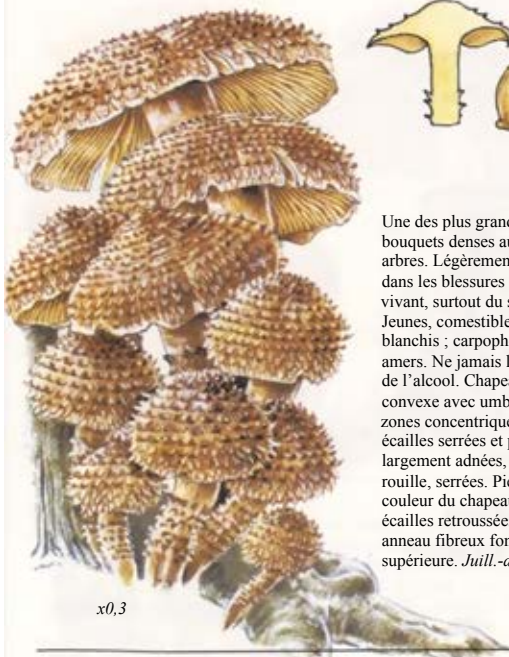 Une des plus grand
bouquets denses au
arbres. Légèremen
dans les blessures
vivant, surtout du s
Jeunes, comestible
blanchis ; carpoph
amers. Ne jamais l
de l’alcool. Chapea
convexe avec umb
zones concentrique
écailles serrées et p
largement adnées,
rouille, serrées. Pie
couleur du chapeau
écailles retroussée
anneau fibreux for
supérieure. Juill.-d
x0,3